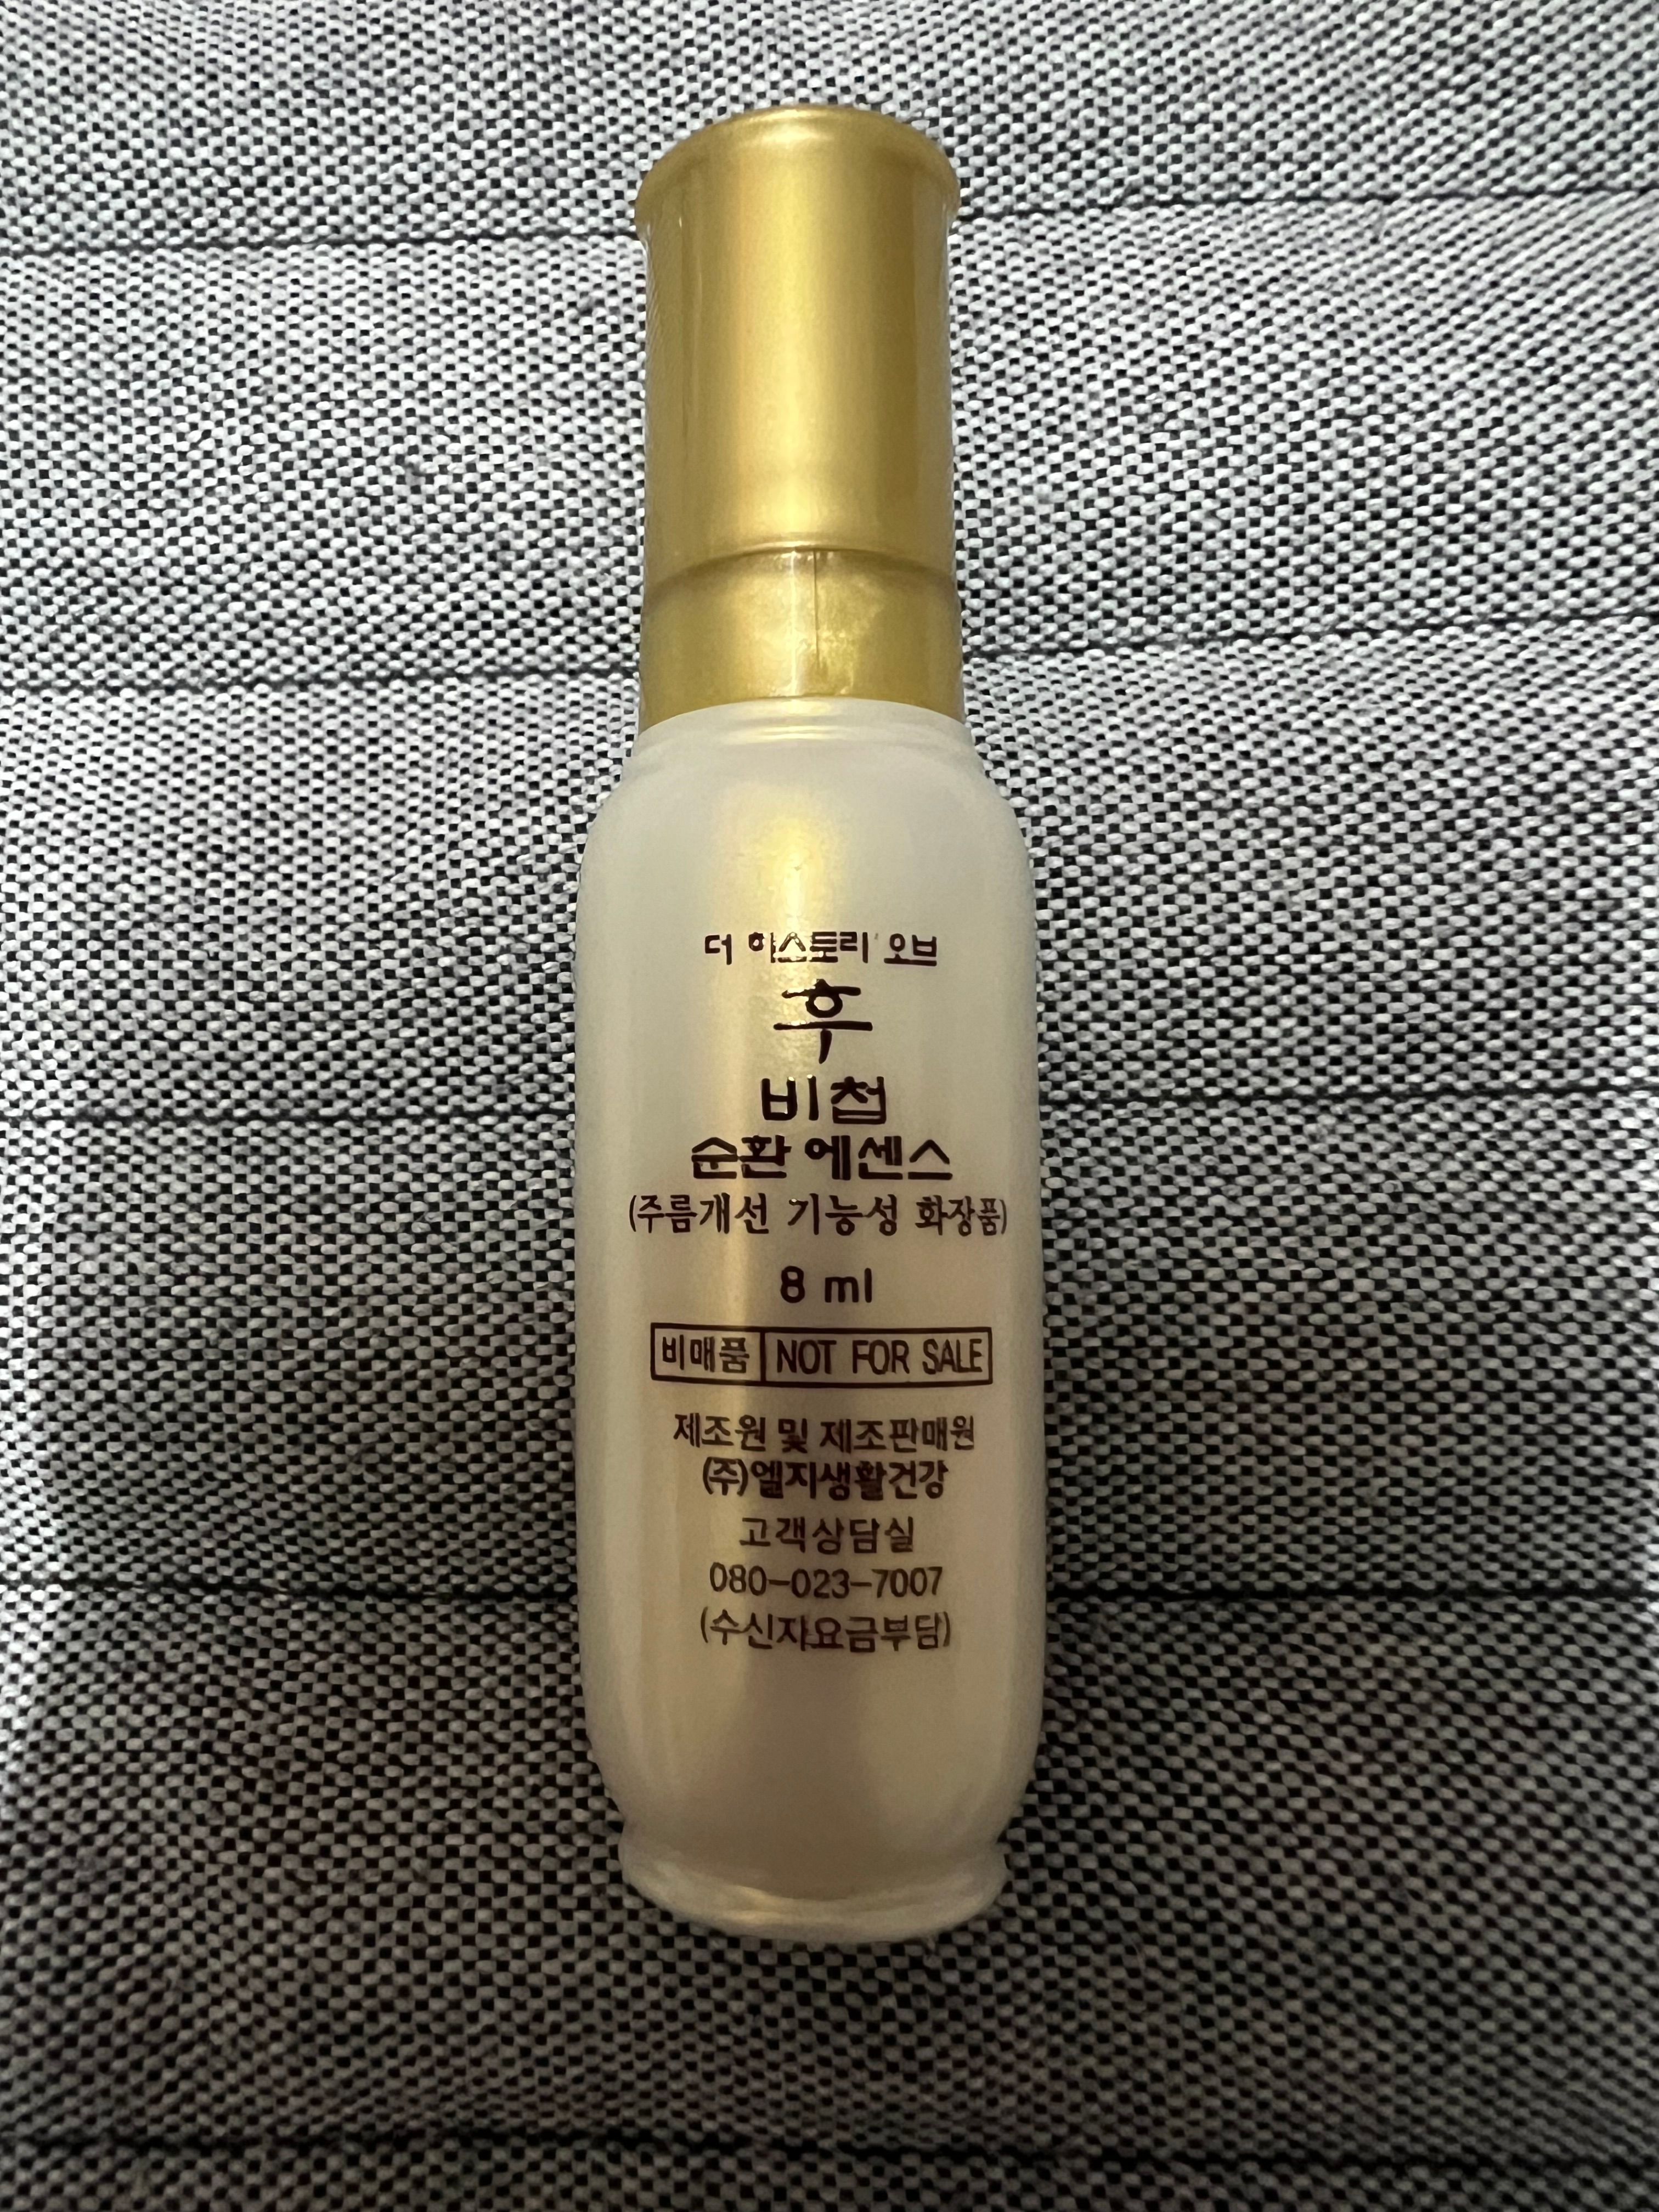 더 히스토리 오브
후
비첩
순환 에센스
(주름개선 기능성 화장품)
8 ml
비매품 NOT FOR SALE
제조원 및 제조판매원
(주)엘지생활건강
고객상담실
080-023-7007
(수신자요금부담)